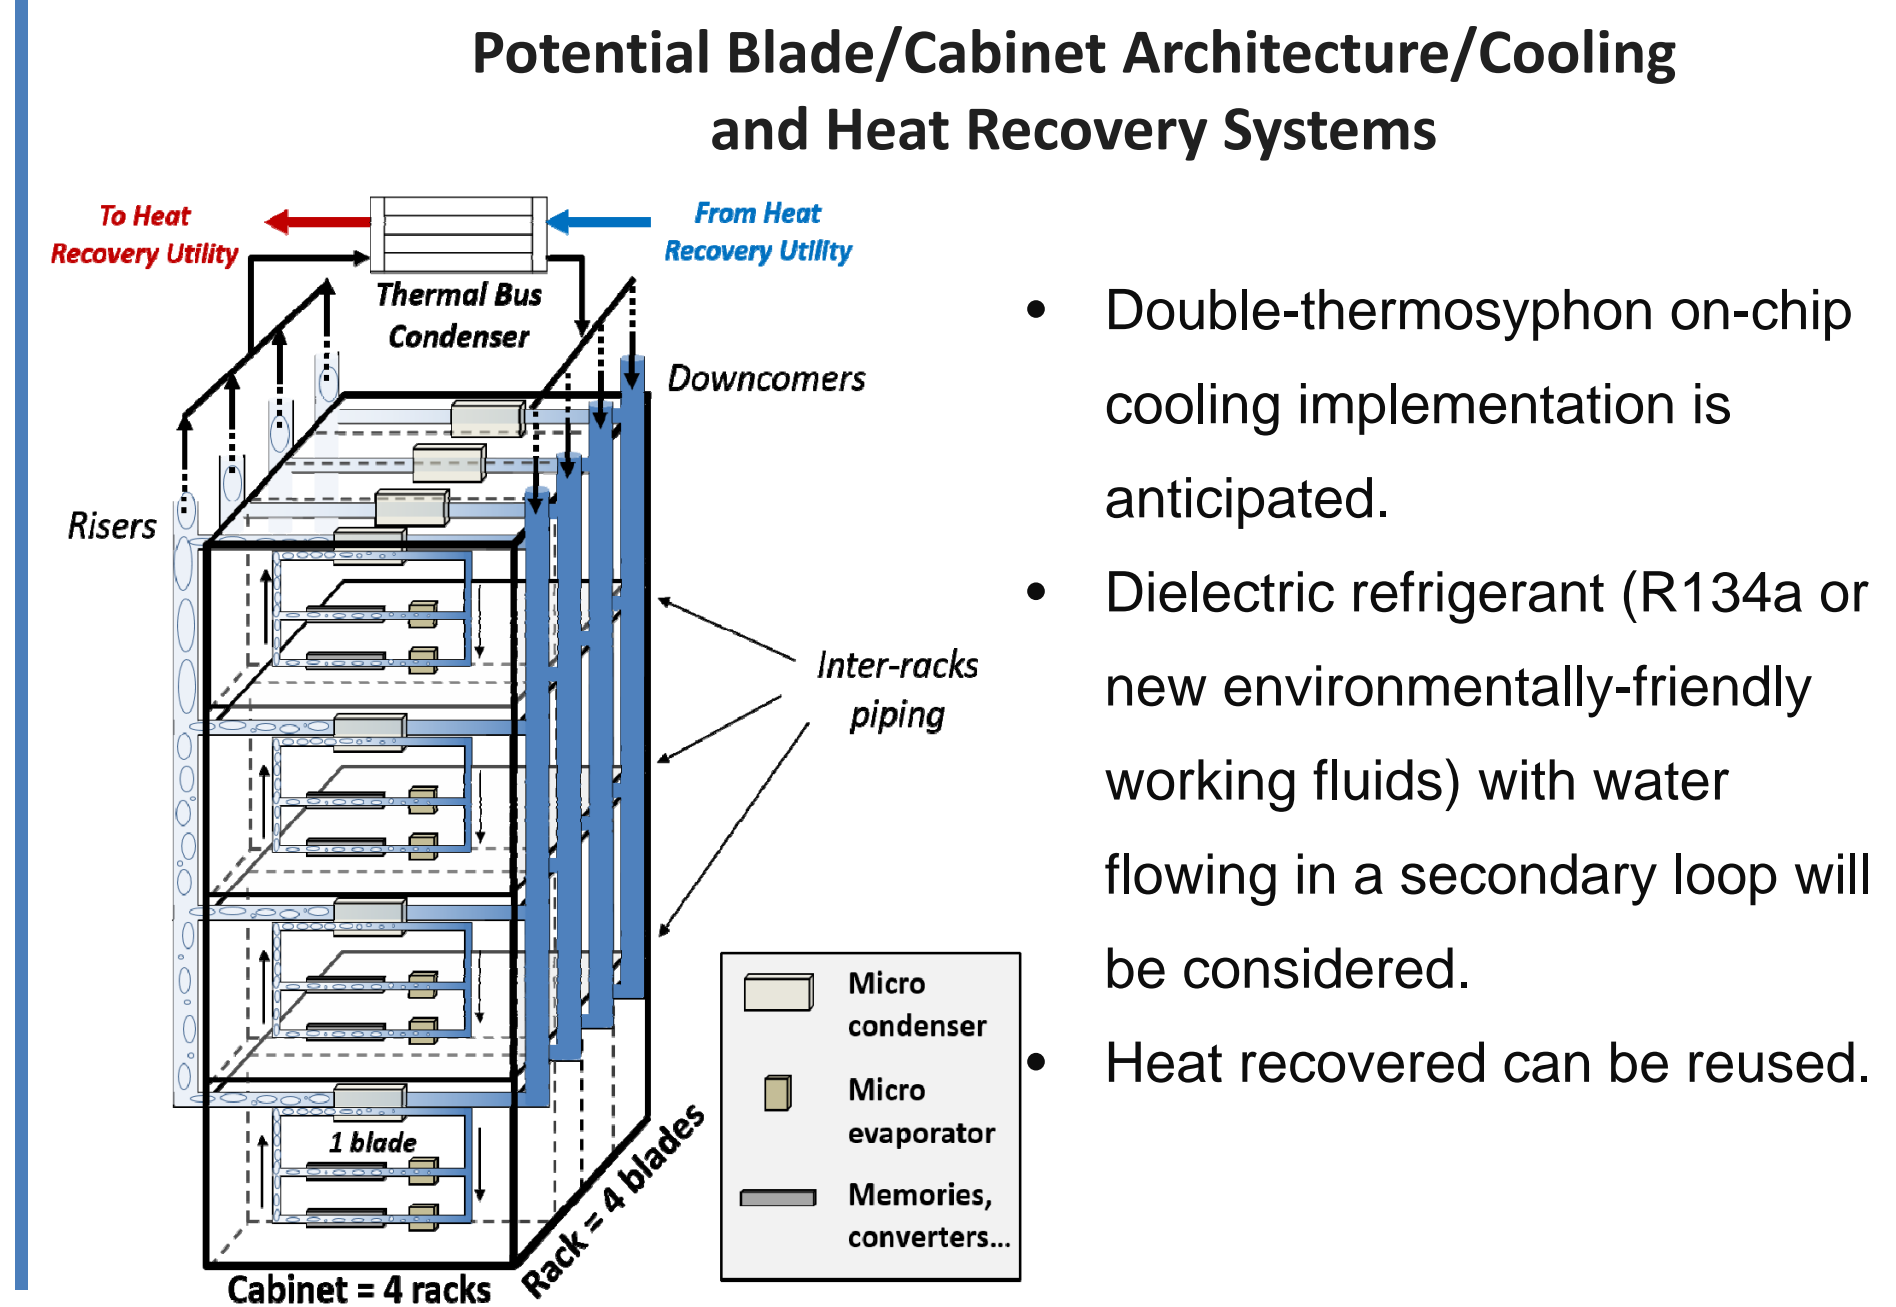 Potential Blade/Cabinet Architecture/Cooling
and Heat Recovery Systems
To Heat
Recovery Utility
From Heat
Recovery Utility
Thermal Bus
Condenser
Downcomers
Risers
Inter-racks
piping
1 blade
Cabinet = 4 racks
Rack = 4 blades
Micro
condenser
Micro
evaporator
Memories,
converters...
• Double-thermosyphon on-chip
cooling implementation is
anticipated.
• Dielectric refrigerant (R134a or
new environmentally-friendly
working fluids) with water
flowing in a secondary loop will
be considered.
• Heat recovered can be reused.